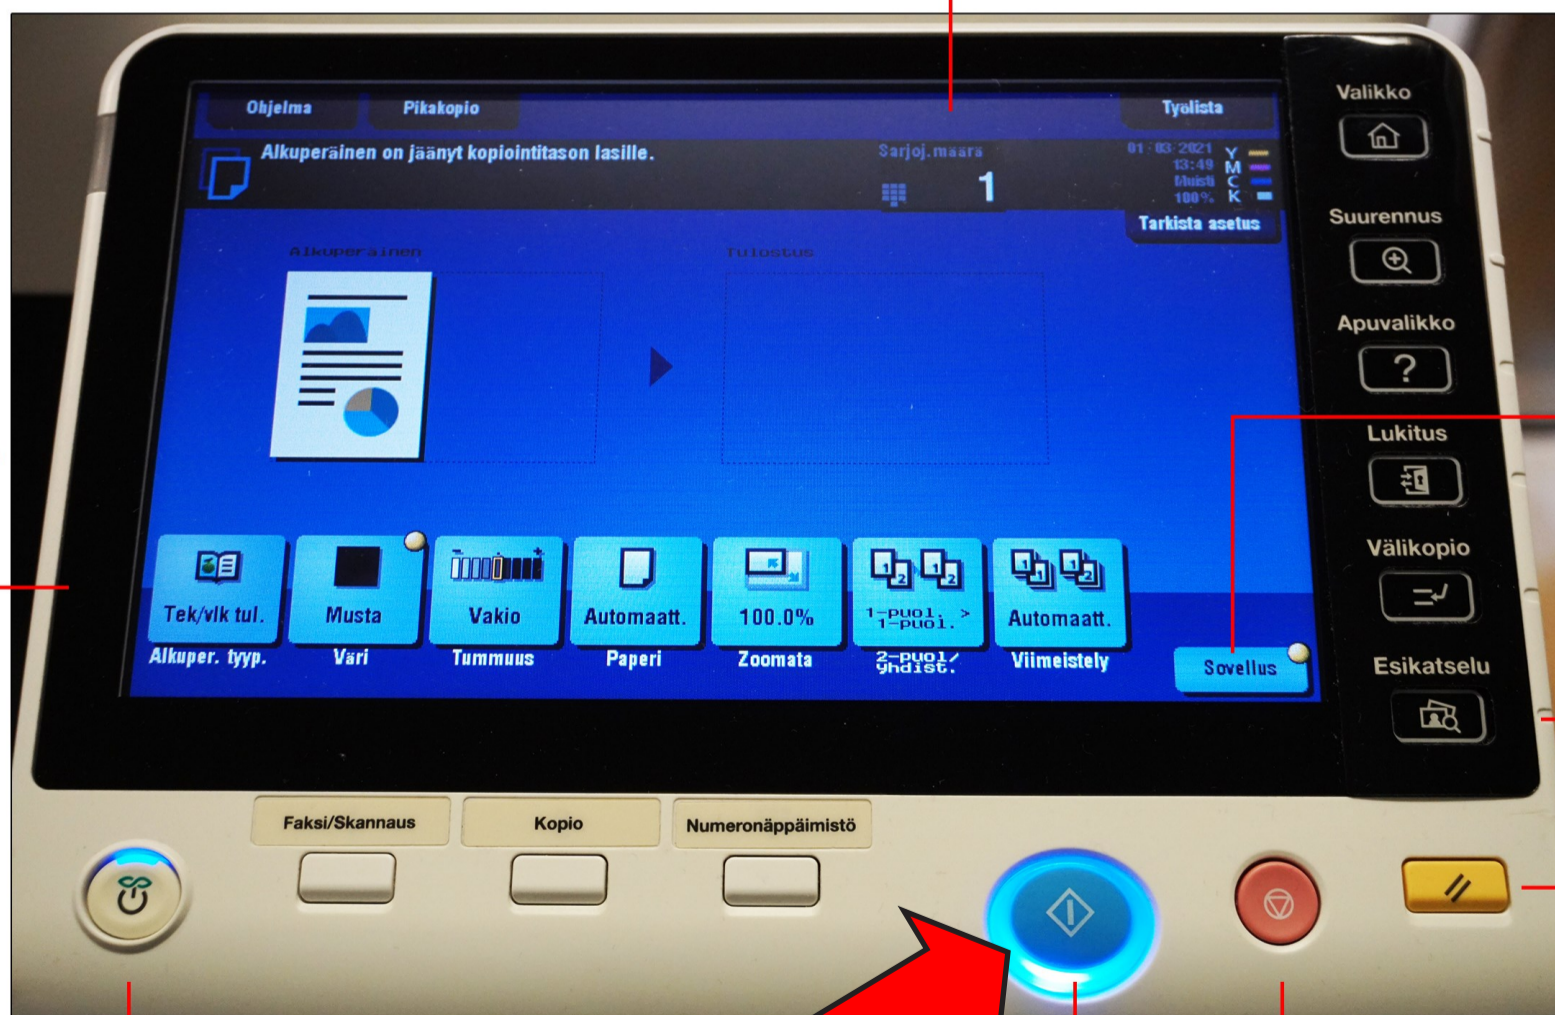 Ohjelma
Pikakopio
Työlista
Alkuperäinen on jäänyt kopiointitason lasille.
Sarjoj.määrä
1
01-03-2021
13:49
Muisti
100%
Y
M
C
K
Tarkista asetus
Alkuperäinen
Tulostus
Tek/vlk tul.
Musta
Vakio
Automaatt.
100.0%
1-puol. >
1-puol.
Automaatt.
Alkuper. tyyp.
Väri
Tummuus
Paperi
Zoomata
2-puol/
yhdist.
Viimeistely
Sovellus
Valikko
Suurennus
Apuvalikko
?
Lukitus
Välikopio
Esikatselu
Faksi/Skannaus
Kopio
Numeronäppäimistö